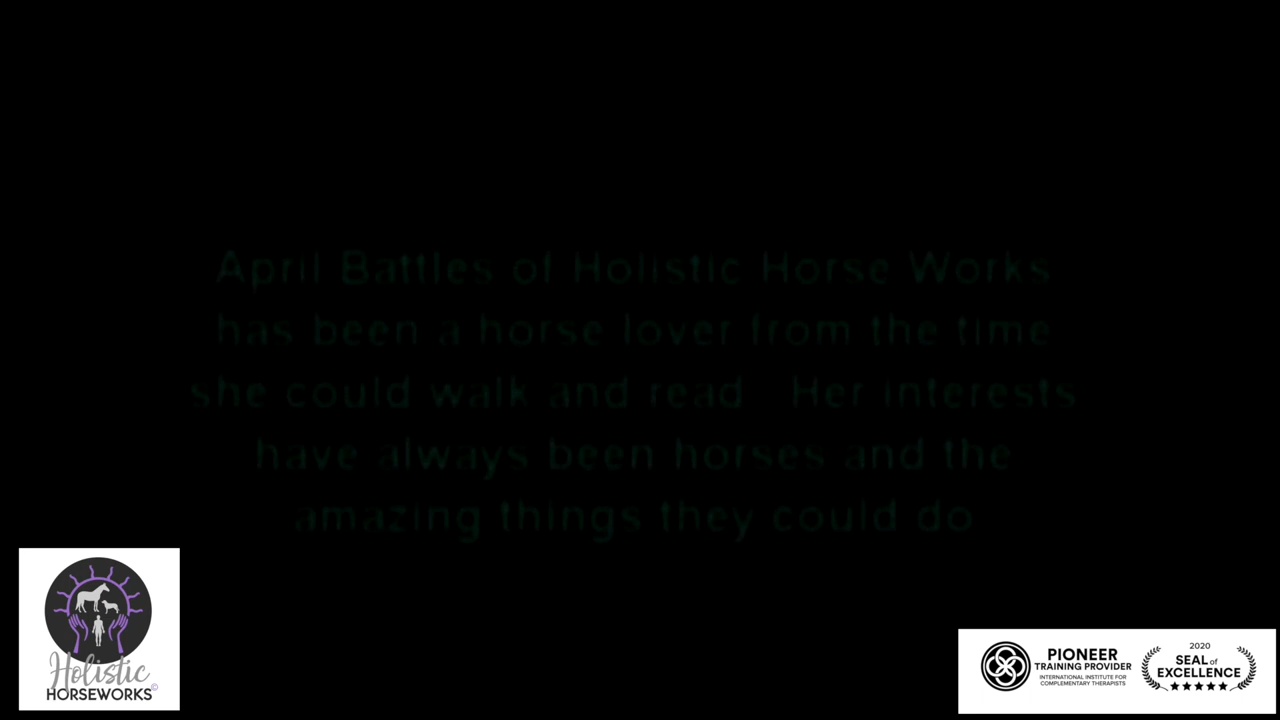 April Battles of Holistic Horse Works
has been a horse lover from the time
she could walk and read Her interests
have always been horses and the
amazing things they could do
Holistic
HORSEWORKS©
PIONEER
TRAINING PROVIDER
INTERNATIONAL INSTITUTE FOR
COMPLEMENTARY THERAPISTS
2020
SEAL of
EXCELLENCE